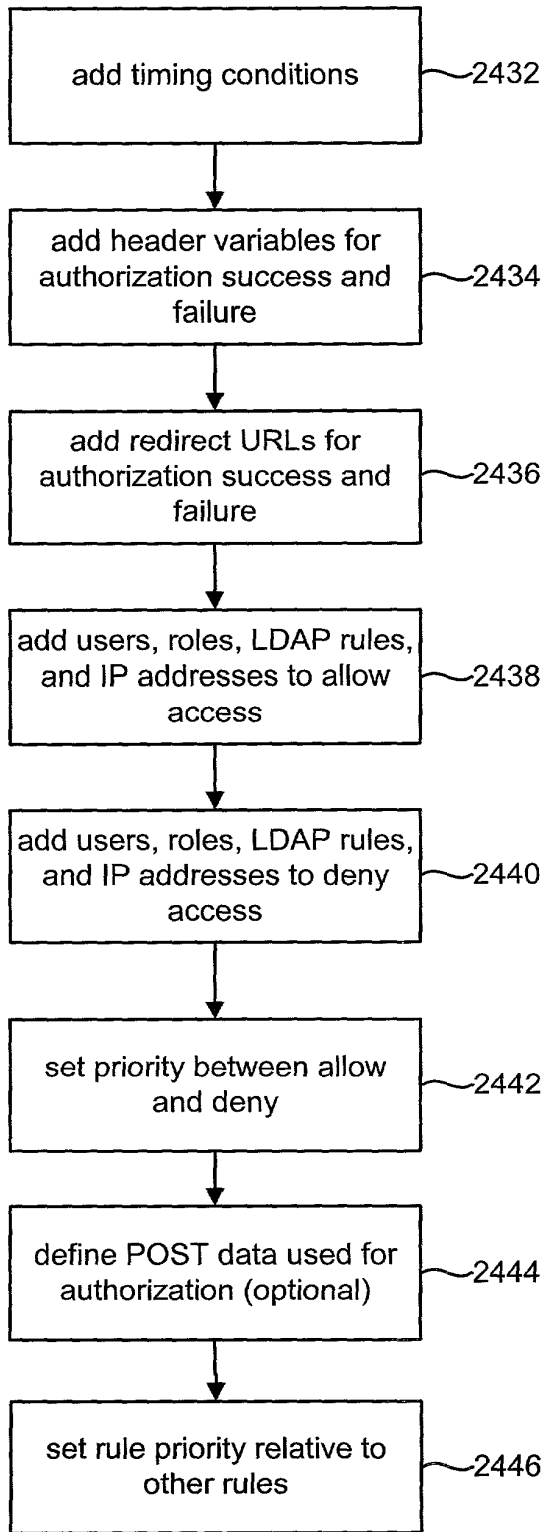 add timing conditions
2432
add header variables for
authorization success and
failure
2434
add redirect URLs for
authorization success and
failure
2436
add users, roles, LDAP rules,
and IP addresses to allow
access
2438
add users, roles, LDAP rules,
and IP addresses to deny
access
2440
set priority between allow
and deny
2442
define POST data used for
authorization (optional)
2444
set rule priority relative to
other rules
2446